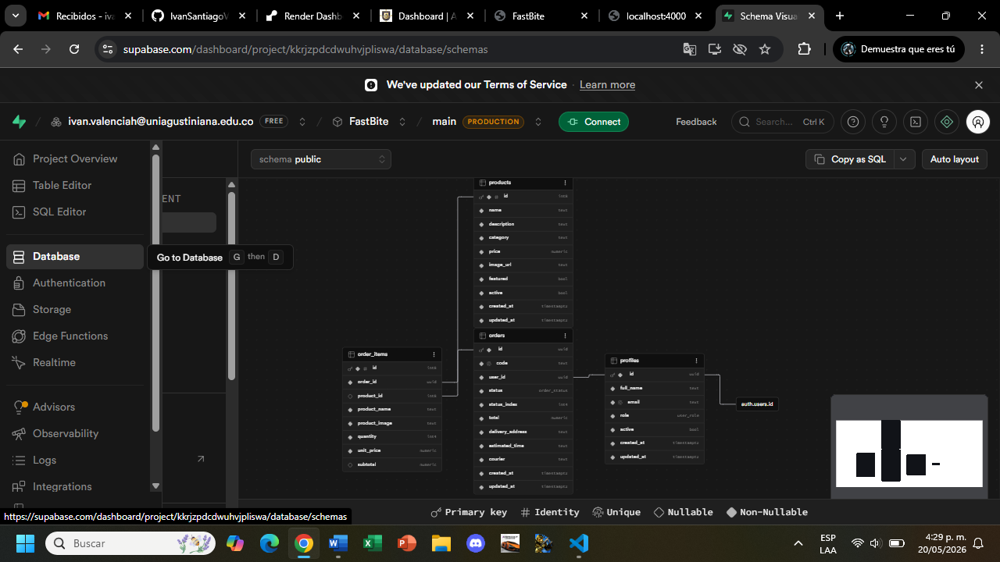 Recibidos - iva
IvanSantiagoV
Render Dashb
Dashboard | A
FastBite
localhost:4000
Schema Visua
supabase.com/dashboard/project/kkrjzpdcdwuhvjpliswa/database/schemas
Demuestra que eres tú
We've updated our Terms of Service · Learn more
ivan.valenciah@uniagustiniana.edu.co FREE
FastBite
main PRODUCTION
Connect
Feedback
Search... Ctrl K
Project Overview
Table Editor
SQL Editor
Database
Authentication
Storage
Edge Functions
Realtime
Advisors
Observability
Logs
Integrations
ENT
Go to Database G then D
schema public
Copy as SQL
Auto layout
products
id int8
name text
description text
category text
price numeric
image_url text
featured bool
active bool
created_at timestamptz
updated_at timestamptz
orders
id uuid
code text
user_id uuid
status order_status
status_index int4
total numeric
delivery_address text
estimated_time text
courier text
created_at timestamptz
updated_at timestamptz
order_items
id int8
order_id uuid
product_id int8
product_name text
product_image text
quantity int4
unit_price numeric
subtotal numeric
profiles
id uuid
full_name text
email text
role user_role
active bool
created_at timestamptz
updated_at timestamptz
auth.users.id
https://supabase.com/dashboard/project/kkrjzpdcdwuhvjpliswa/database/schemas
Primary key
Identity
Unique
Nullable
Non-Nullable
Buscar
ESP
LAA
4:29 p. m.
20/05/2026